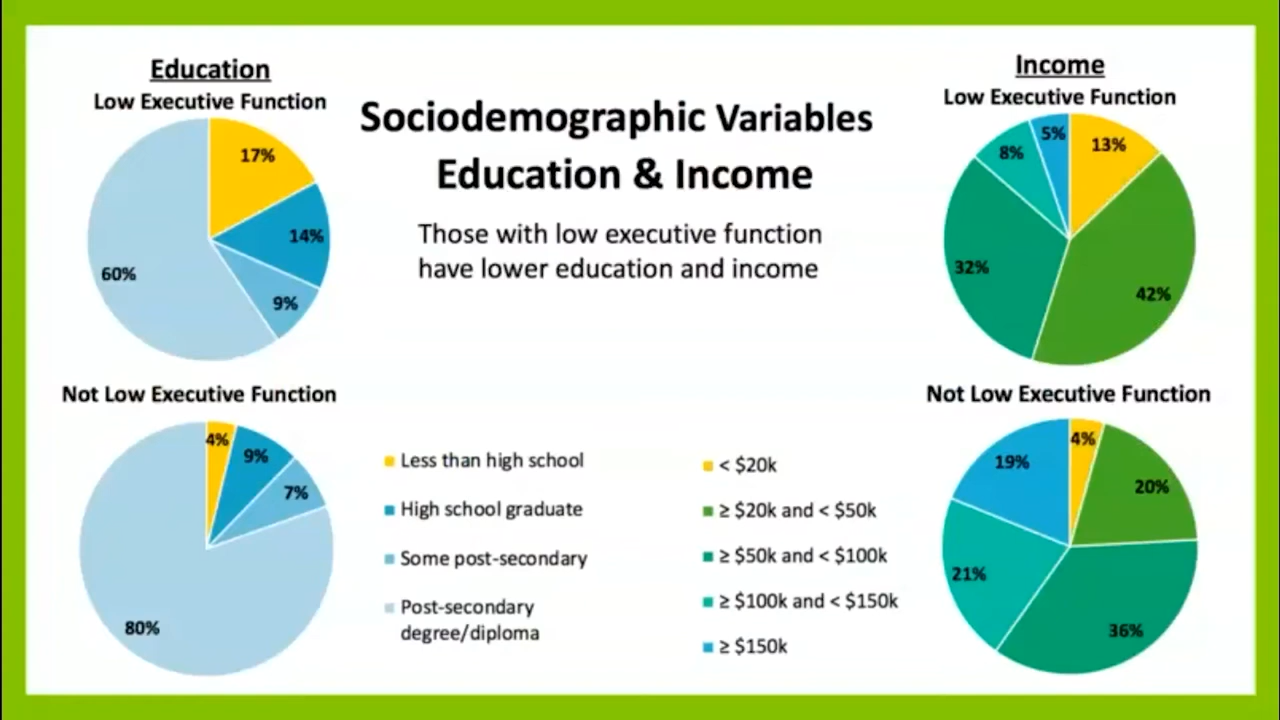 Education
Low Executive Function
17%
14%
9%
60%
Sociodemographic Variables
Education & Income
Those with low executive function
have lower education and income
Income
Low Executive Function
5%
13%
8%
32%
42%
Not Low Executive Function
4%
9%
7%
80%
Less than high school
High school graduate
Some post-secondary
Post-secondary
degree/diploma
< $20k
≥ $20k and < $50k
≥ $50k and < $100k
≥ $100k and < $150k
≥ $150k
Not Low Executive Function
4%
19%
20%
21%
36%